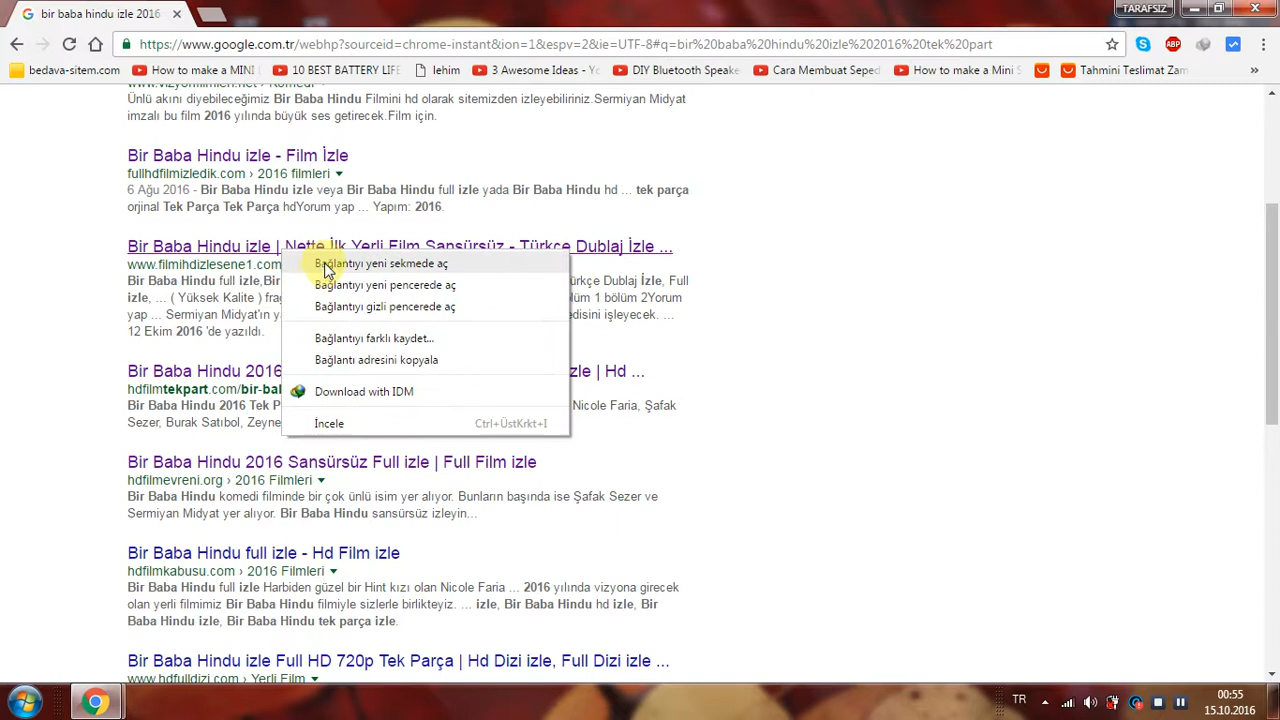 bir baba hindu izle 2016
TARAFSIZ
https://www.google.com.tr/webhp?sourceid=chrome-instant&ion=1&espv=2&ie=UTF-8#q=bir%20baba%20hindu%20izle%202016%20tek%20part
ABP
bedava-sitem.com
How to make a MINI L
10 BEST BATTERY LIFE
lehim
3 Awesome Ideas - Yo
DIY Bluetooth Speake
Cara Membuat Seped
How to make a Mini S
Tahmini Teslimat Zam
»
www.vizyonfilmleri.net › Komedi
Ünlü akını diyebileceğimiz Bir Baba Hindu Filmini hd olarak sitemizden izleyebiliriniz.Sermiyan Midyat
imzalı bu film 2016 yılında büyük ses getirecek.Film için.
Bir Baba Hindu izle - Film İzle
fullhdfilmizledik.com › 2016 filmleri
6 Ağu 2016 - Bir Baba Hindu izle veya Bir Baba Hindu full izle yada Bir Baba Hindu hd ... tek parça
orjinal Tek Parça Tek Parça hdYorum yap ... Yapım: 2016.
Bir Baba Hindu izle | Nette İlk Yerli Film Sansürsüz - Türkçe Dublaj İzle ...
www.filmihdizlesene1.com
Bir Baba Hindu full izle,Bir
ürkçe Dublaj İzle, Full
izle, ... ( Yüksek Kalite ) frag
lüm 1 bölüm 2Yorum
yap ... Sermiyan Midyat'ın ya
edisini işleyecek. ...
12 Ekim 2016 'de yazıldı.
Bağlantıyı yeni sekmede aç
Bağlantıyı yeni pencerede aç
Bağlantıyı gizli pencerede aç
Bağlantıyı farklı kaydet...
Bağlantı adresini kopyala
Download with IDM
İncele Ctrl+ÜstKrkt+I
Bir Baba Hindu 2016
zle | Hd ...
hdfilmtekpart.com/bir-bal
Bir Baba Hindu 2016 Tek P
Nicole Faria, Şafak
Sezer, Burak Satıbol, Zeyne
Bir Baba Hindu 2016 Sansürsüz Full izle | Full Film izle
hdfilmevreni.org › 2016 Filmleri
Bir Baba Hindu komedi filminde bir çok ünlü isim yer alıyor. Bunların başında ise Şafak Sezer ve
Sermiyan Midyat yer alıyor. Bir Baba Hindu sansürsüz izleyin...
Bir Baba Hindu full izle - Hd Film izle
hdfilmkabusu.com › 2016 Filmleri
Bir Baba Hindu full izle Harbiden güzel bir Hint kızı olan Nicole Faria ... 2016 yılında vizyona girecek
olan yerli filmimiz Bir Baba Hindu filmiyle sizlerle birlikteyiz. ... izle, Bir Baba Hindu hd izle, Bir
Baba Hindu izle, Bir Baba Hindu tek parça izle.
Bir Baba Hindu izle Full HD 720p Tek Parça | Hd Dizi izle, Full Dizi izle ...
www.hdfulldizi.com › Yerli Film
TR
00:55
15.10.2016